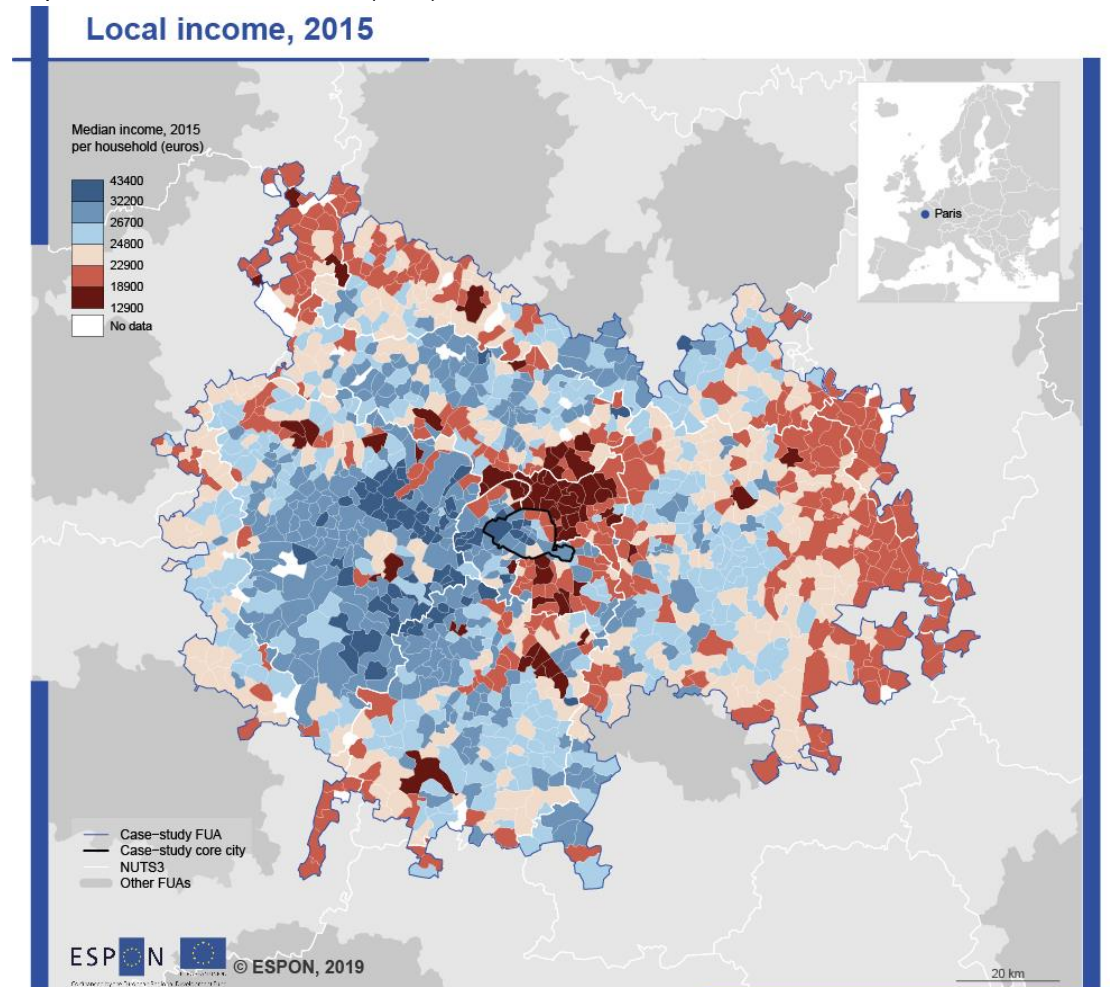 Local income, 2015
Median income, 2015
per household (euros)
43400
32200
26700
24800
22900
18900
12900
No data
Paris
Case-study FUA
Case-study core city
NUTS3
Other FUAs
ESPON
© ESPON, 2019
20 km